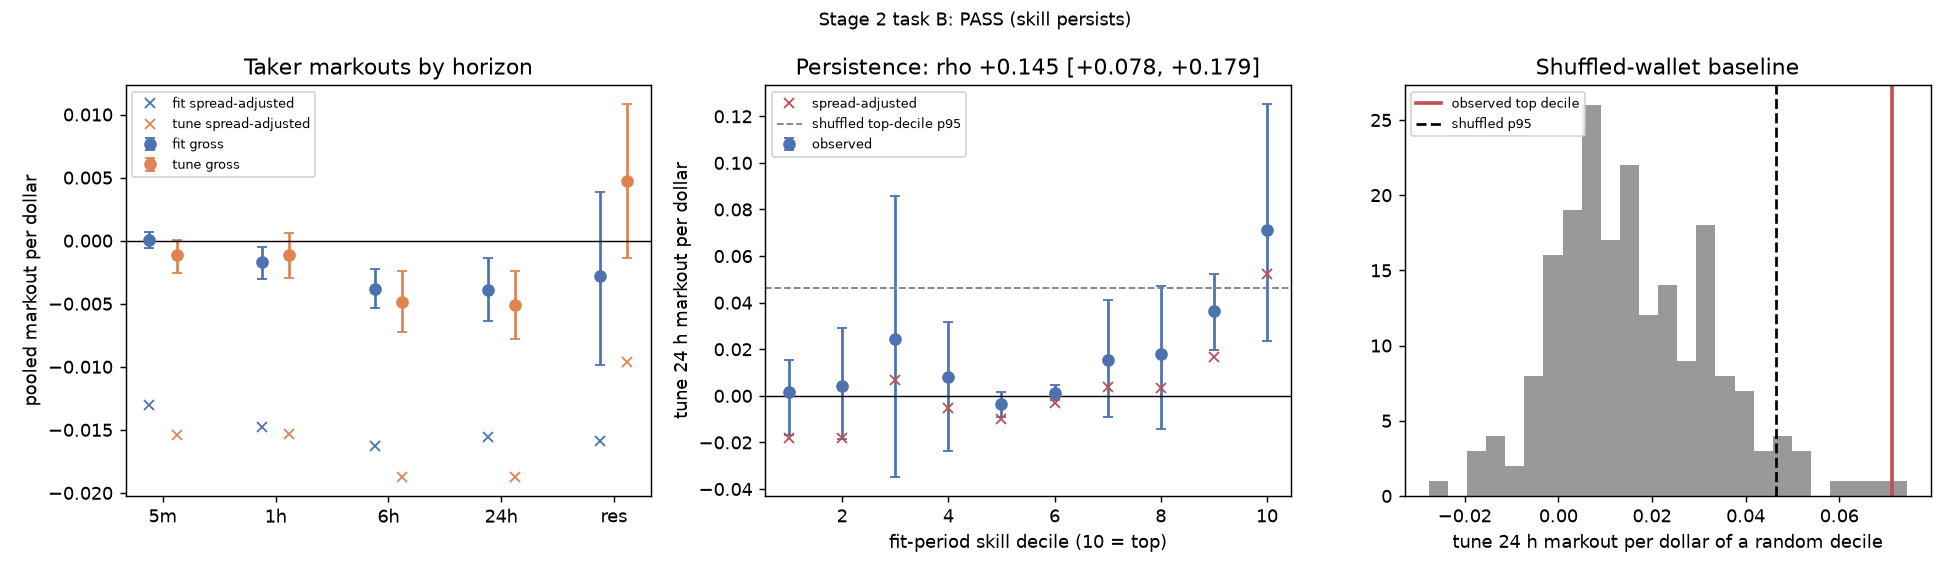 Stage 2 task B: PASS (skill persists)
Taker markouts by horizon
pooled markout per dollar
0.010
0.005
0.000
−0.005
−0.010
−0.015
−0.020
fit spread-adjusted
tune spread-adjusted
fit gross
tune gross
5m 1h 6h 24h res
Persistence: rho +0.145 [+0.078, +0.179]
tune 24 h markout per dollar
0.12
0.10
0.08
0.06
0.04
0.02
0.00
−0.02
−0.04
spread-adjusted
shuffled top-decile p95
observed
2 4 6 8 10
fit-period skill decile (10 = top)
Shuffled-wallet baseline
25
20
15
10
5
0
observed top decile
shuffled p95
−0.02 0.00 0.02 0.04 0.06
tune 24 h markout per dollar of a random decile